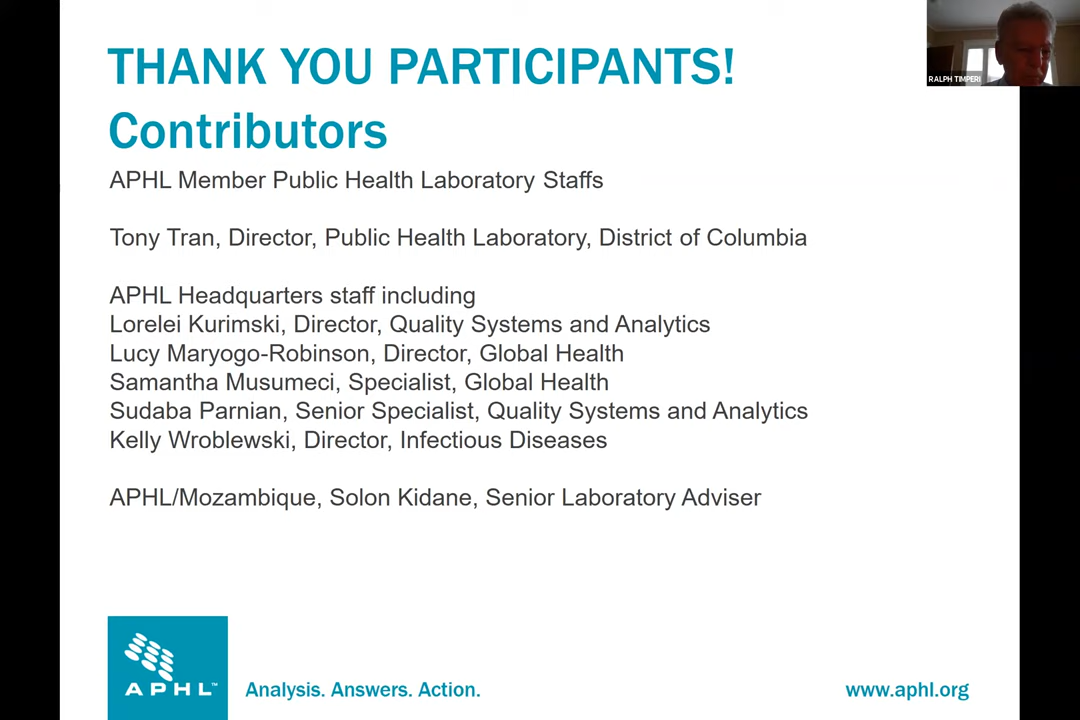 THANK YOU PARTICIPANTS!
Contributors
RALPH TIMPERI
APHL Member Public Health Laboratory Staffs
Tony Tran, Director, Public Health Laboratory, District of Columbia
APHL Headquarters staff including
Lorelei Kurimski, Director, Quality Systems and Analytics
Lucy Maryogo-Robinson, Director, Global Health
Samantha Musumeci, Specialist, Global Health
Sudaba Parnian, Senior Specialist, Quality Systems and Analytics
Kelly Wroblewski, Director, Infectious Diseases
APHL/Mozambique, Solon Kidane, Senior Laboratory Adviser
APHL™
Analysis. Answers. Action.
www.aphl.org